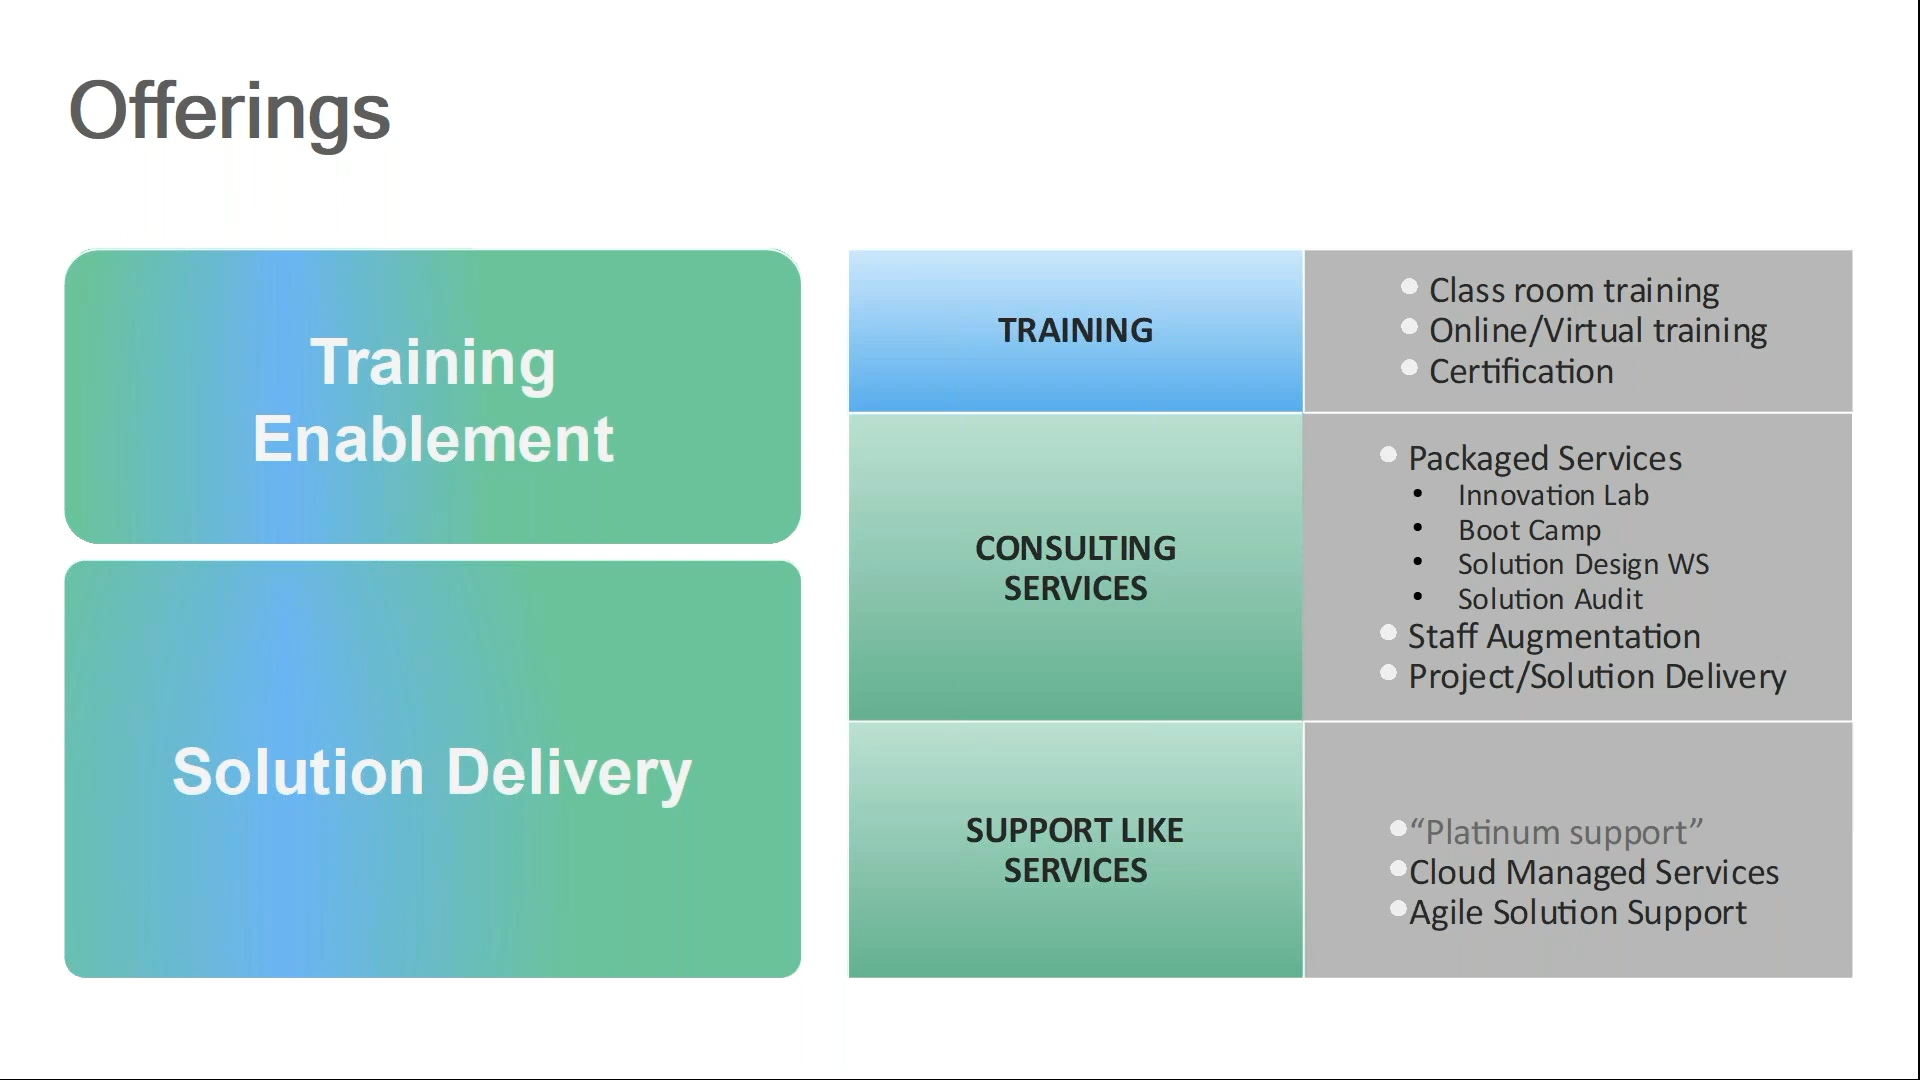 Offerings
Training
Enablement
Solution Delivery
TRAINING
Class room training
Online/Virtual training
Certification
CONSULTING
SERVICES
Packaged Services
Innovation Lab
Boot Camp
Solution Design WS
Solution Audit
Staff Augmentation
Project/Solution Delivery
SUPPORT LIKE
SERVICES
“Platinum support”
Cloud Managed Services
Agile Solution Support